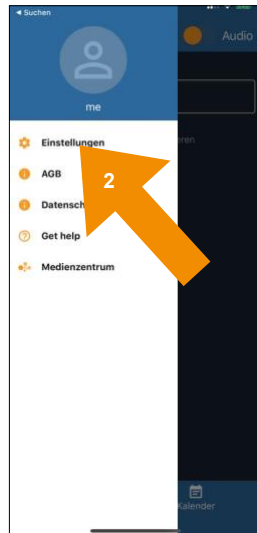 ◄ Suchen
Audio
me
Einstellungen
AGB
2
Datensch
Get help
Medienzentrum
Kalender